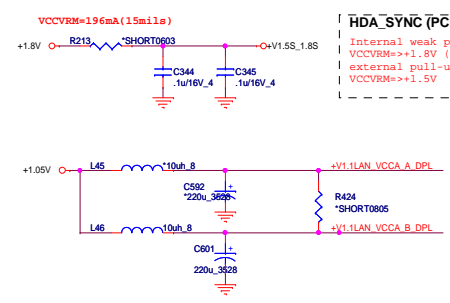 VCCVRM=196mA(15mils)
HDA_SYNC (PC
+1.8V R213 *SHORT0603 +V1.5S_1.8S
Internal weak p
VCCVRM=>+1.8V (
external pull-u
VCCVRM=>+1.5V
C344 C345
.1u/16V_4 .1u/16V_4
+1.05V L45 *10uh_8 +V1.1LAN_VCCA_A_DPL
C592 +
*220u_3528
R424
*SHORT0805
L46 10uh_8 +V1.1LAN_VCCA_B_DPL
C601 +
220u_3528